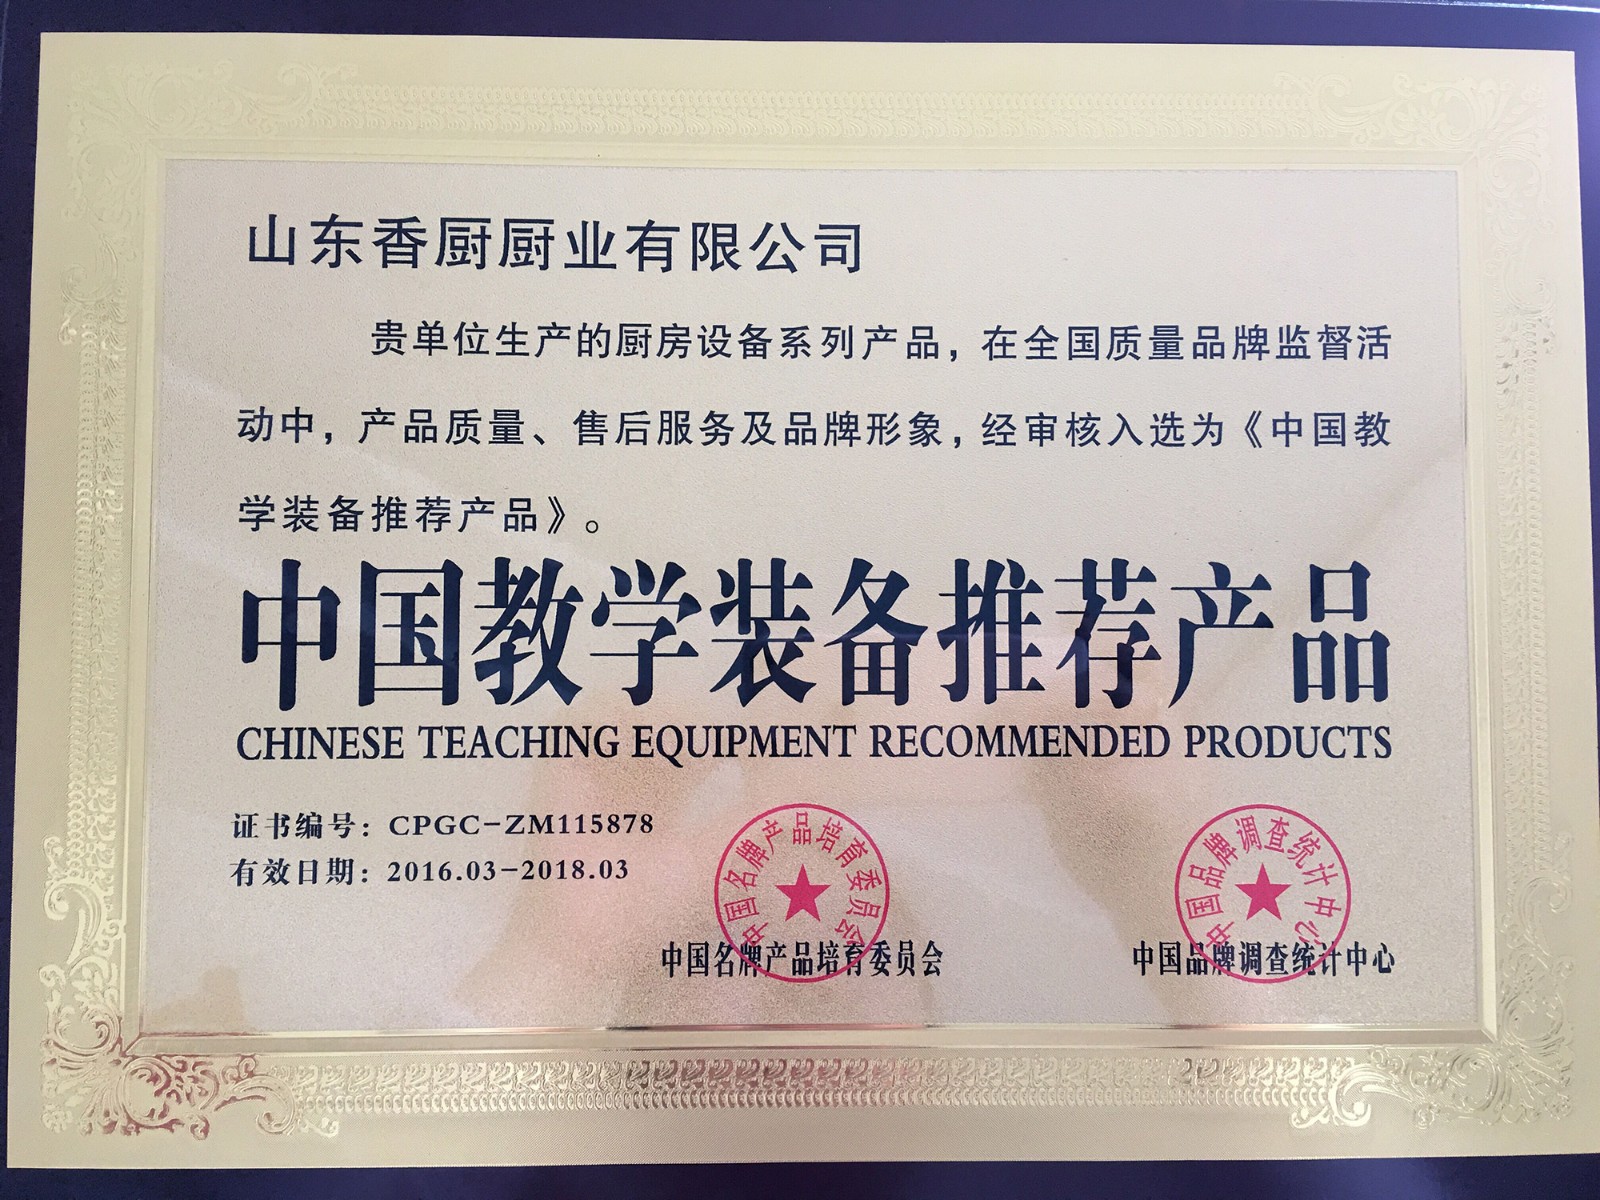 山东香厨厨业有限公司
贵单位生产的厨房设备系列产品，在全国质量品牌监督活
动中，产品质量、售后服务及品牌形象，经审核入选为《中国教
学装备推荐产品》。
中国教学装备推荐产品
CHINESE TEACHING EQUIPMENT RECOMMENDED PRODUCTS
证书编号：CPGC-ZM115878
有效日期：2016.03-2018.03
中国名牌产品培育委员会
中国品牌调查统计中心
中国名牌产品培育委员会
中国品牌调查统计中心